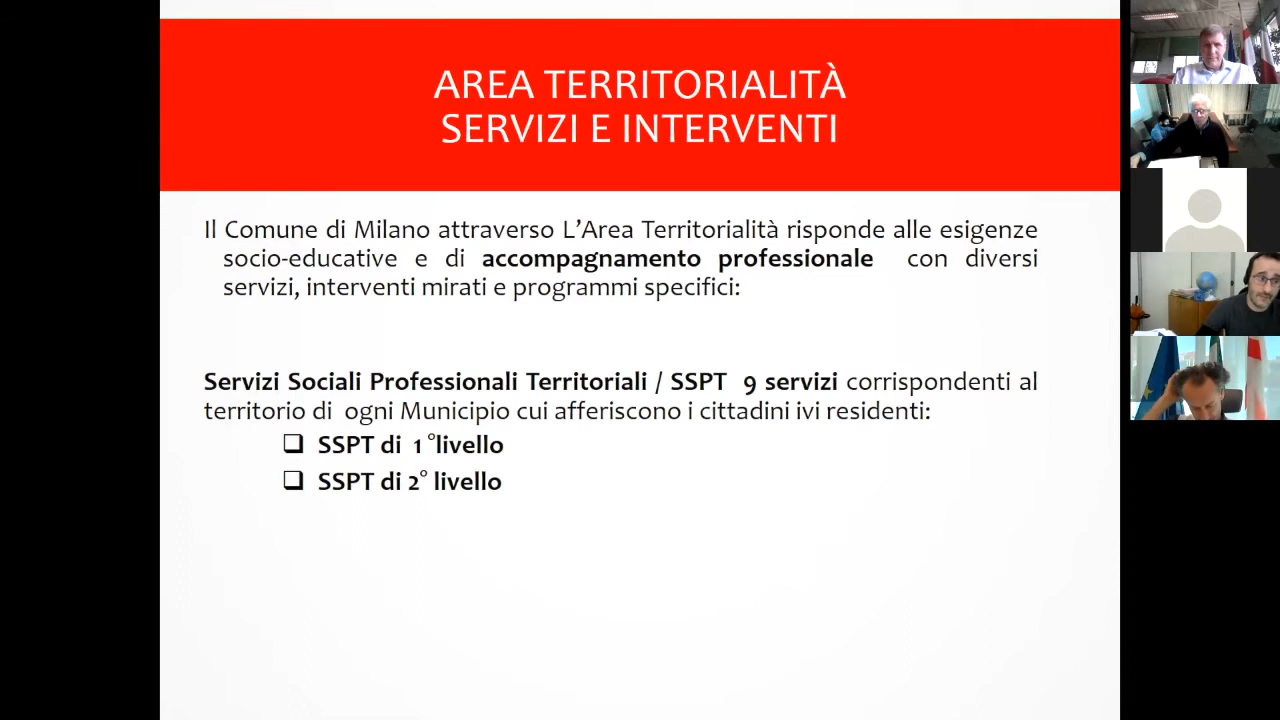 AREA TERRITORIALITÀ
SERVIZI E INTERVENTI
Il Comune di Milano attraverso L’Area Territorialità risponde alle esigenze
socio-educative e di accompagnamento professionale con diversi
servizi, interventi mirati e programmi specifici:
Servizi Sociali Professionali Territoriali / SSPT 9 servizi corrispondenti al
territorio di ogni Municipio cui afferiscono i cittadini ivi residenti:
❑ SSPT di 1 °livello
❑ SSPT di 2° livello